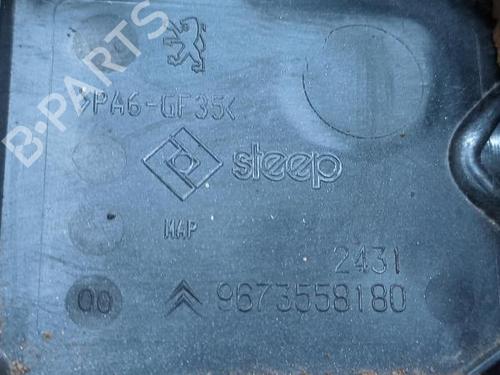 B-PARTS
>PA6-GF35<
steep
MAP
2431
00
9673558180